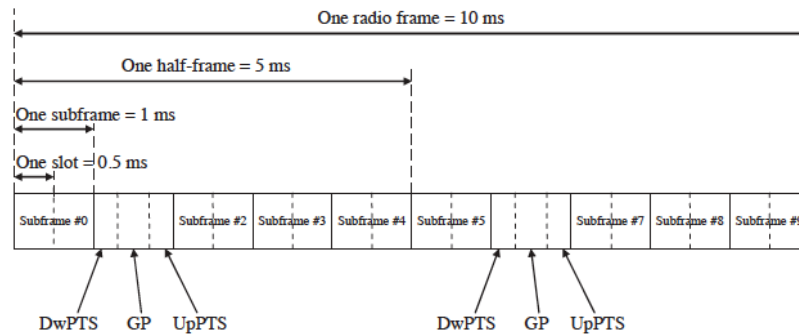 One radio frame = 10 ms
One half-frame = 5 ms
One subframe = 1 ms
One slot = 0.5 ms
Subframe #0 Subframe #2 Subframe #3 Subframe #4 Subframe #5 Subframe #7 Subframe #8 Subframe #9
DwPTS GP UpPTS DwPTS GP UpPTS